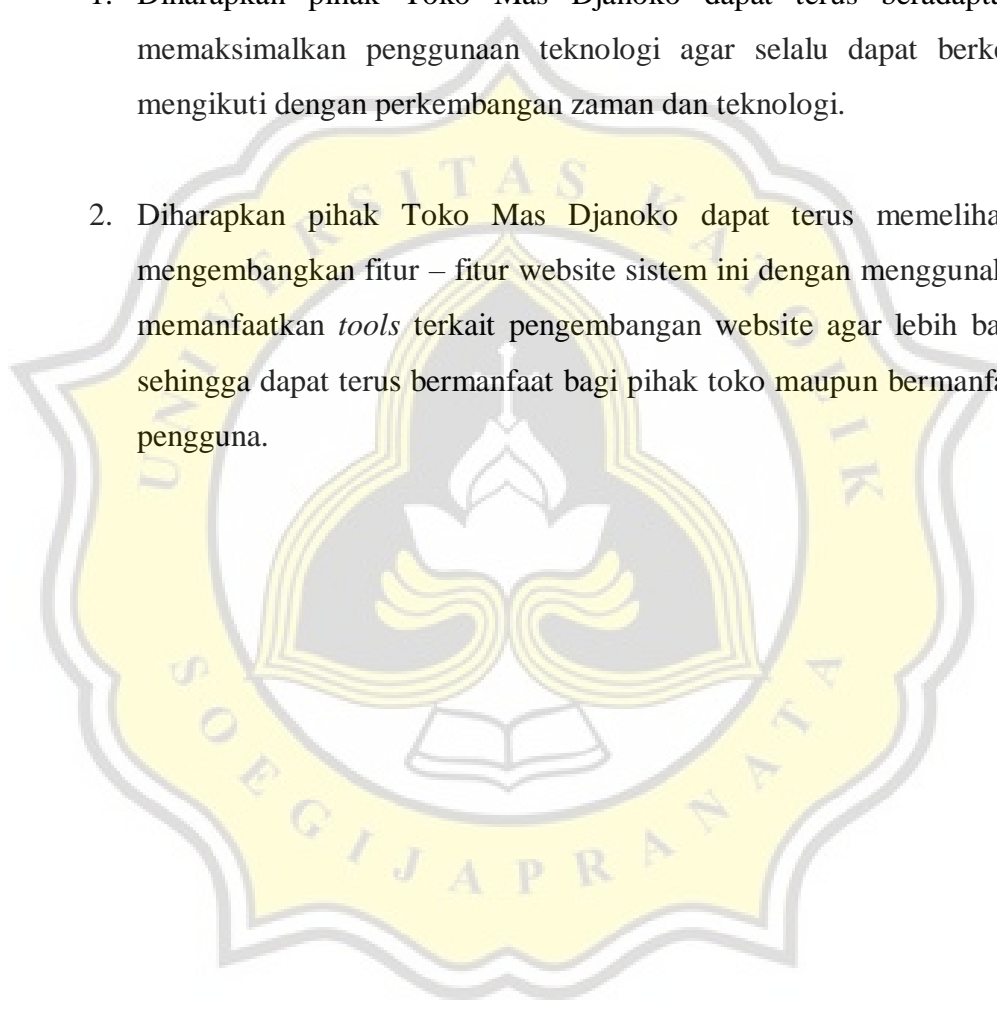 1. Diharapkan pihak Toko Mas Djanoko dapat terus
memaksimalkan penggunaan teknologi agar selalu dapat
mengikuti dengan perkembangan zaman dan teknologi.
2. Diharapkan pihak Toko Mas Djanoko dapat terus
mengembangkan fitur – fitur website sistem ini dengan
memanfaatkan tools terkait pengembangan website agar lebih
sehingga dapat terus bermanfaat bagi pihak toko maupun
pengguna.
UNIVERSITAS KATOLIK
SOEGIJAPRANATA